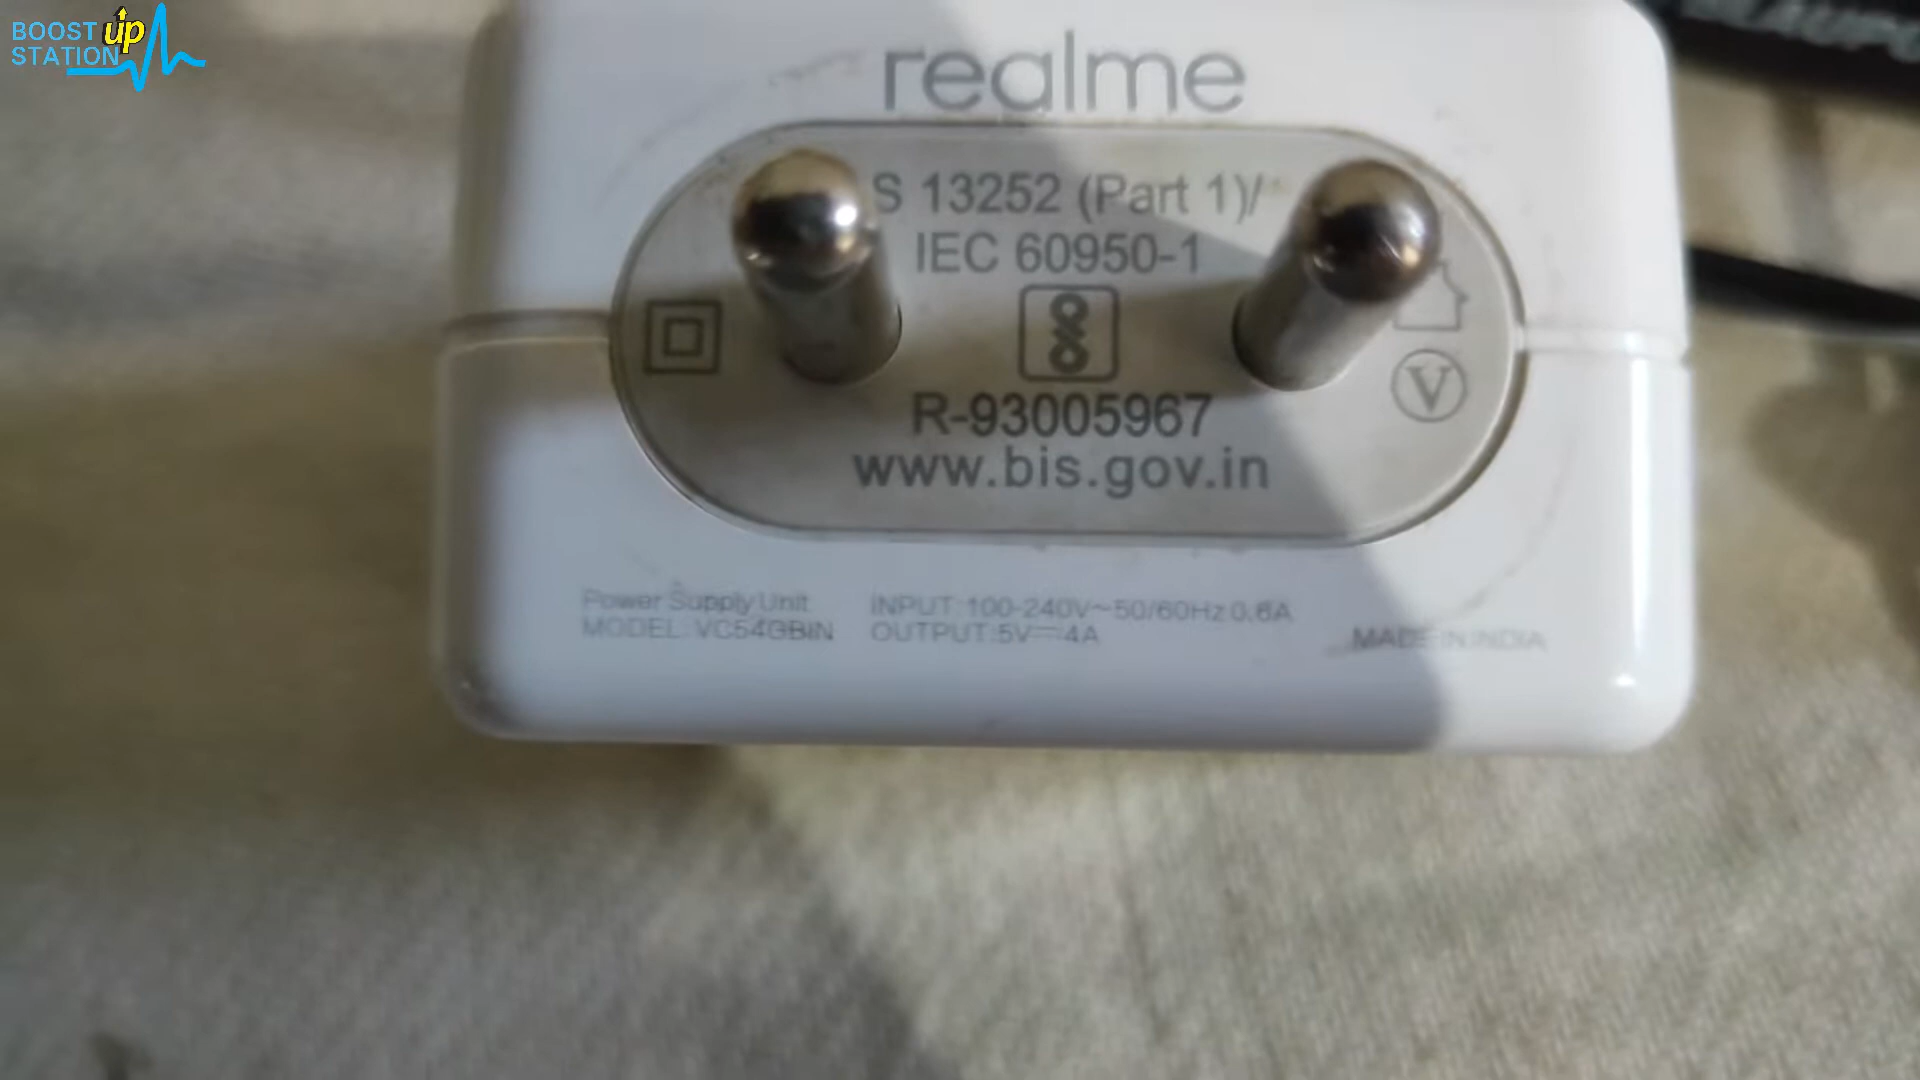 BOOST up
STATION
realme
S 13252 (Part 1)/
IEC 60950-1
R-93005967
www.bis.gov.in
V
Power Supply Unit
MODEL: VC54GBIN
INPUT: 100-240V~50/60Hz 0.6A
OUTPUT: 5V⎓4A
MADE IN INDIA